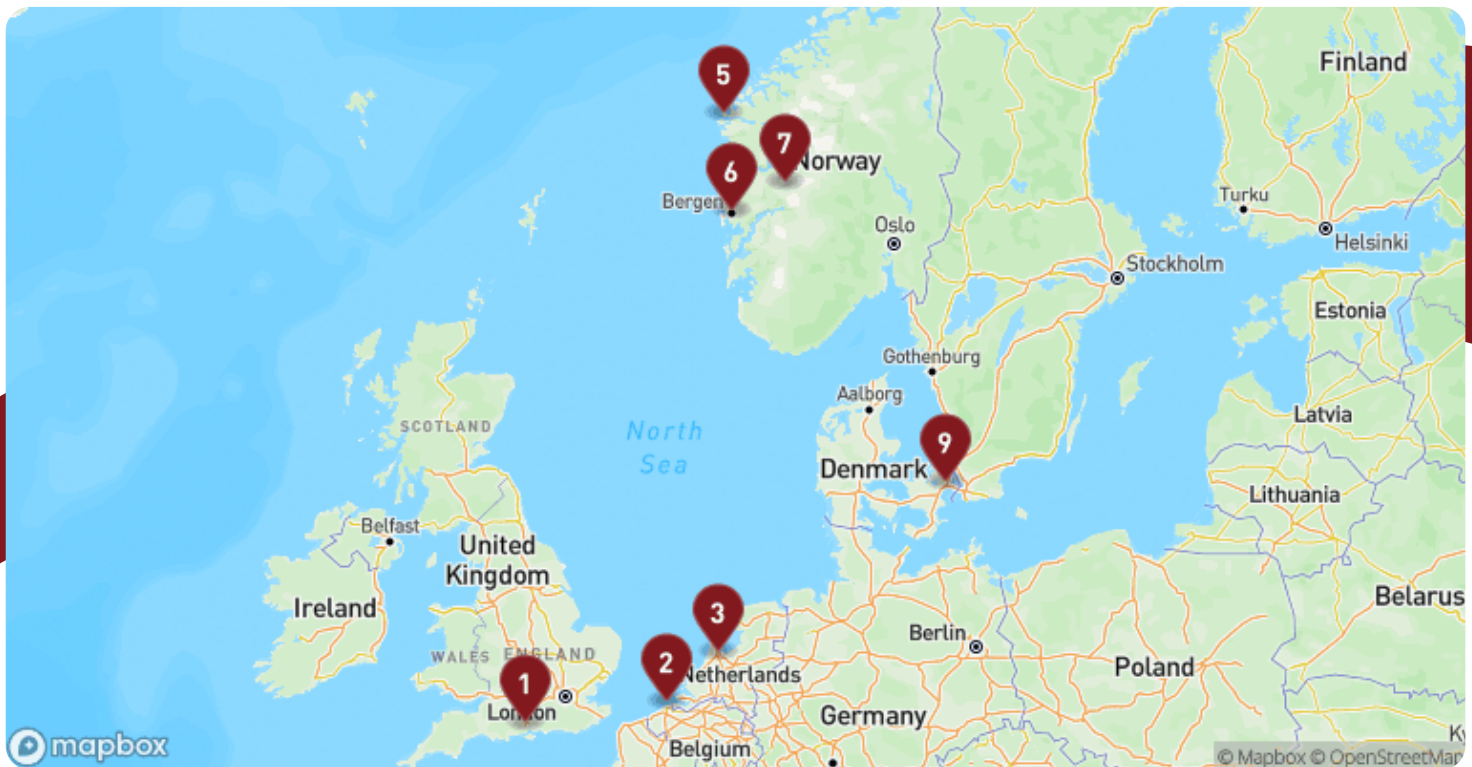 Finland
5
7
Norway
6
Bergen
Turku
Oslo
Helsinki
Stockholm
Estonia
Gothenburg
Aalborg
Latvia
SCOTLAND
North
Sea
9
Denmark
Lithuania
Belfast
United
Kingdom
Belarus
Ireland
3
Berlin
WALES
ENGLAND
2
Netherlands
Poland
1
London
Germany
Belgium
mapbox
© Mapbox © OpenStreetMap